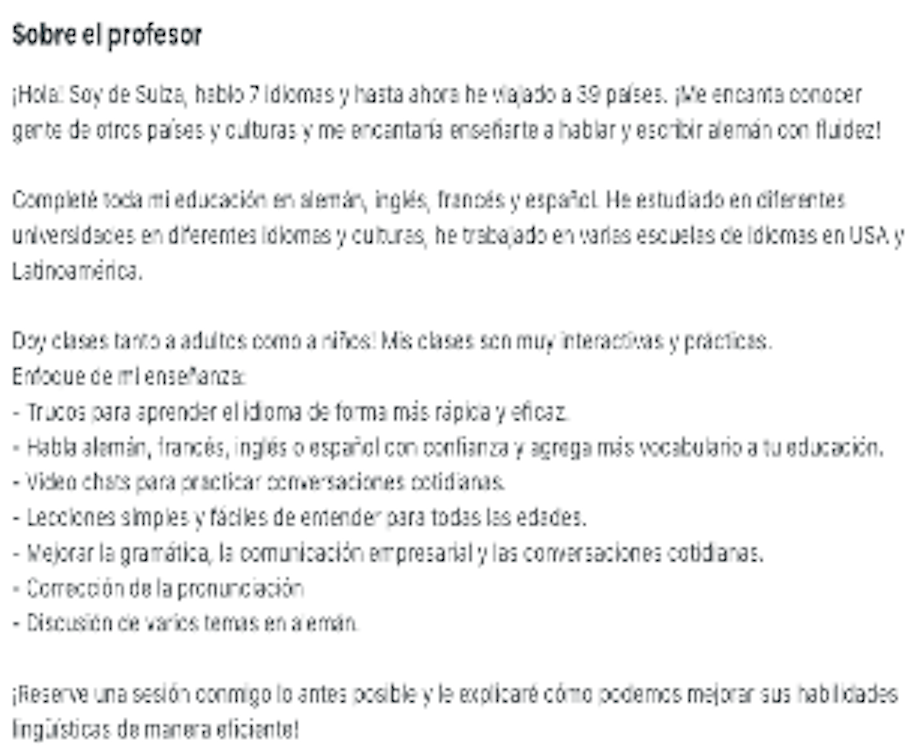 Sobre el profesor
¡Hola! Soy de Suiza, hablo 7 idiomas y hasta ahora he viajado a 39 países. ¡Me encanta conocer
gente de otros países y culturas y me encantaría enseñarte a hablar y escribir alemán con fluidez!
Completé toda mi educación en alemán, inglés, francés y español. He estudiado en diferentes
universidades en diferentes idiomas y culturas, he trabajado en varias escuelas de idiomas en USA y
Latinoamérica.
Doy clases tanto a adultos como a niños! Mis clases son muy interactivas y prácticas.
Enfoque de mi enseñanza:
- Trucos para aprender el idioma de forma más rápida y eficaz.
- Habla alemán, francés, inglés o español con confianza y agrega más vocabulario a tu educación.
- Video chats para practicar conversaciones cotidianas.
- Lecciones simples y fáciles de entender para todas las edades.
- Mejorar la gramática, la comunicación empresarial y las conversaciones cotidianas.
- Corrección de la pronunciación
- Discusión de varios temas en alemán.
¡Reserve una sesión conmigo lo antes posible y le explicaré cómo podemos mejorar sus habilidades
lingüísticas de manera eficiente!